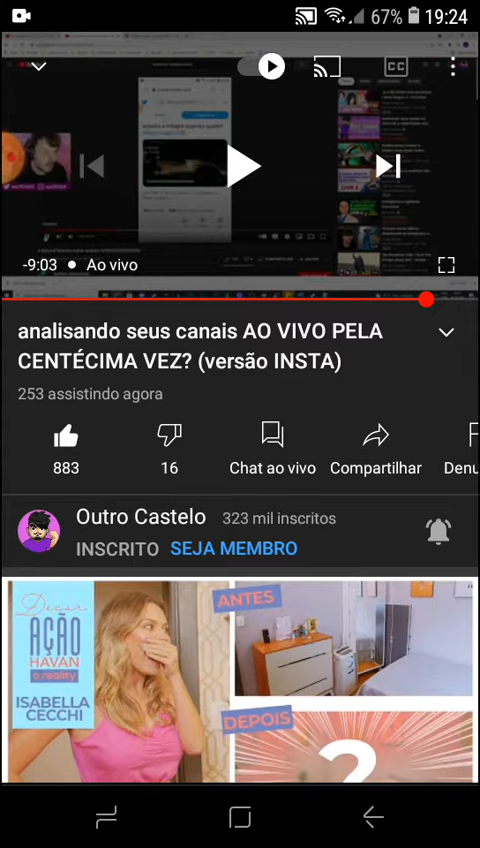 67% 19:24
CC
-9:03 • Ao vivo
analisando seus canais AO VIVO PELA
CENTÉCIMA VEZ? (versão INSTA)
253 assistindo agora
883
16
Chat ao vivo
Compartilhar
Denu
Outro Castelo 323 mil inscritos
INSCRITO SEJA MEMBRO
Decor
AÇÃO
HAVAN
o reality
ISABELLA
CECCHI
ANTES
DEPOIS
?